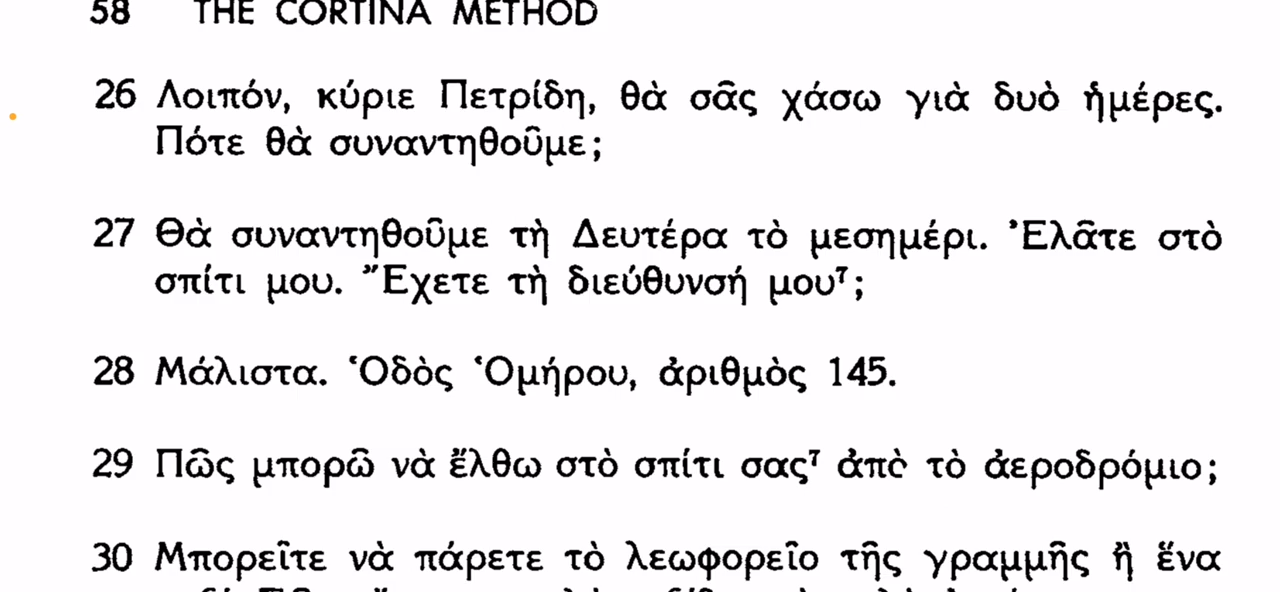 58 THE CORTINA METHOD
26 Λοιπόν, κύριε Πετρίδη, θὰ σᾶς χάσω γιὰ δυὸ ἡμέρες.
Πότε θὰ συναντηθοῦμε;
27 Θὰ συναντηθοῦμε τὴ Δευτέρα τὸ μεσημέρι. Ἐλᾶτε στὸ
σπίτι μου. Ἔχετε τὴ διεύθυνσή μου⁷;
28 Μάλιστα. Ὁδὸς Ὁμήρου, ἀριθμὸς 145.
29 Πῶς μπορῶ νὰ ἔλθω στὸ σπίτι σας⁷ ἀπὸ τὸ ἀεροδρόμιο;
30 Μπορεῖτε νὰ πάρετε τὸ λεωφορεῖο τῆς γραμμῆς ἢ ἕνα